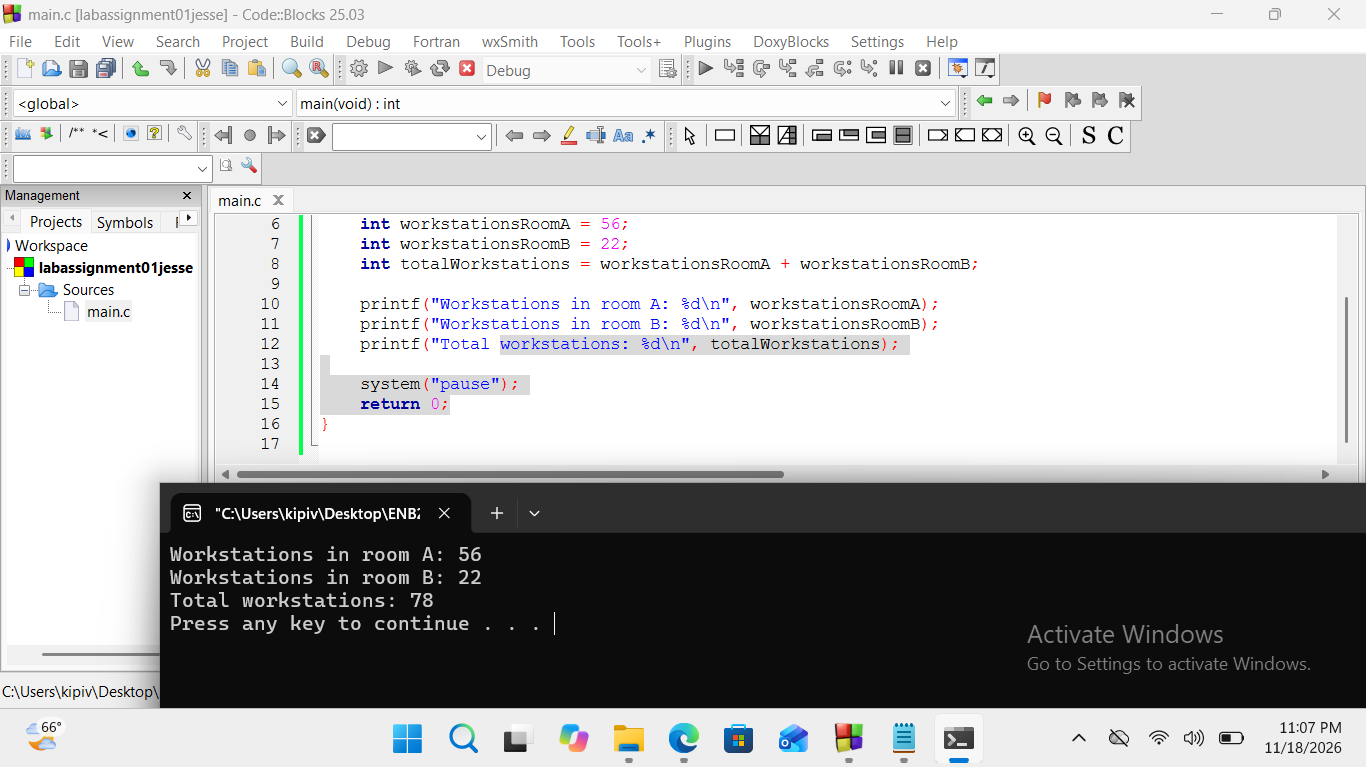 main.c [labassignment01jesse] - Code::Blocks 25.03
File Edit View Search Project Build Debug Fortran wxSmith Tools Tools+ Plugins DoxyBlocks Settings Help
Debug
<global> main(void) : int
/** *< Aa .* S C
Management
Projects Symbols
Workspace
labassignment01jesse
Sources
main.c
main.c
6 int workstationsRoomA = 56;
7 int workstationsRoomB = 22;
8 int totalWorkstations = workstationsRoomA + workstationsRoomB;
9
10 printf("Workstations in room A: %d\n", workstationsRoomA);
11 printf("Workstations in room B: %d\n", workstationsRoomB);
12 printf("Total workstations: %d\n", totalWorkstations);
13
14 system("pause");
15 return 0;
16 }
17
"C:\Users\kipiv\Desktop\ENB
Workstations in room A: 56
Workstations in room B: 22
Total workstations: 78
Press any key to continue . . .
Activate Windows
Go to Settings to activate Windows.
C:\Users\kipiv\Desktop\
66°
11:07 PM
11/18/2026